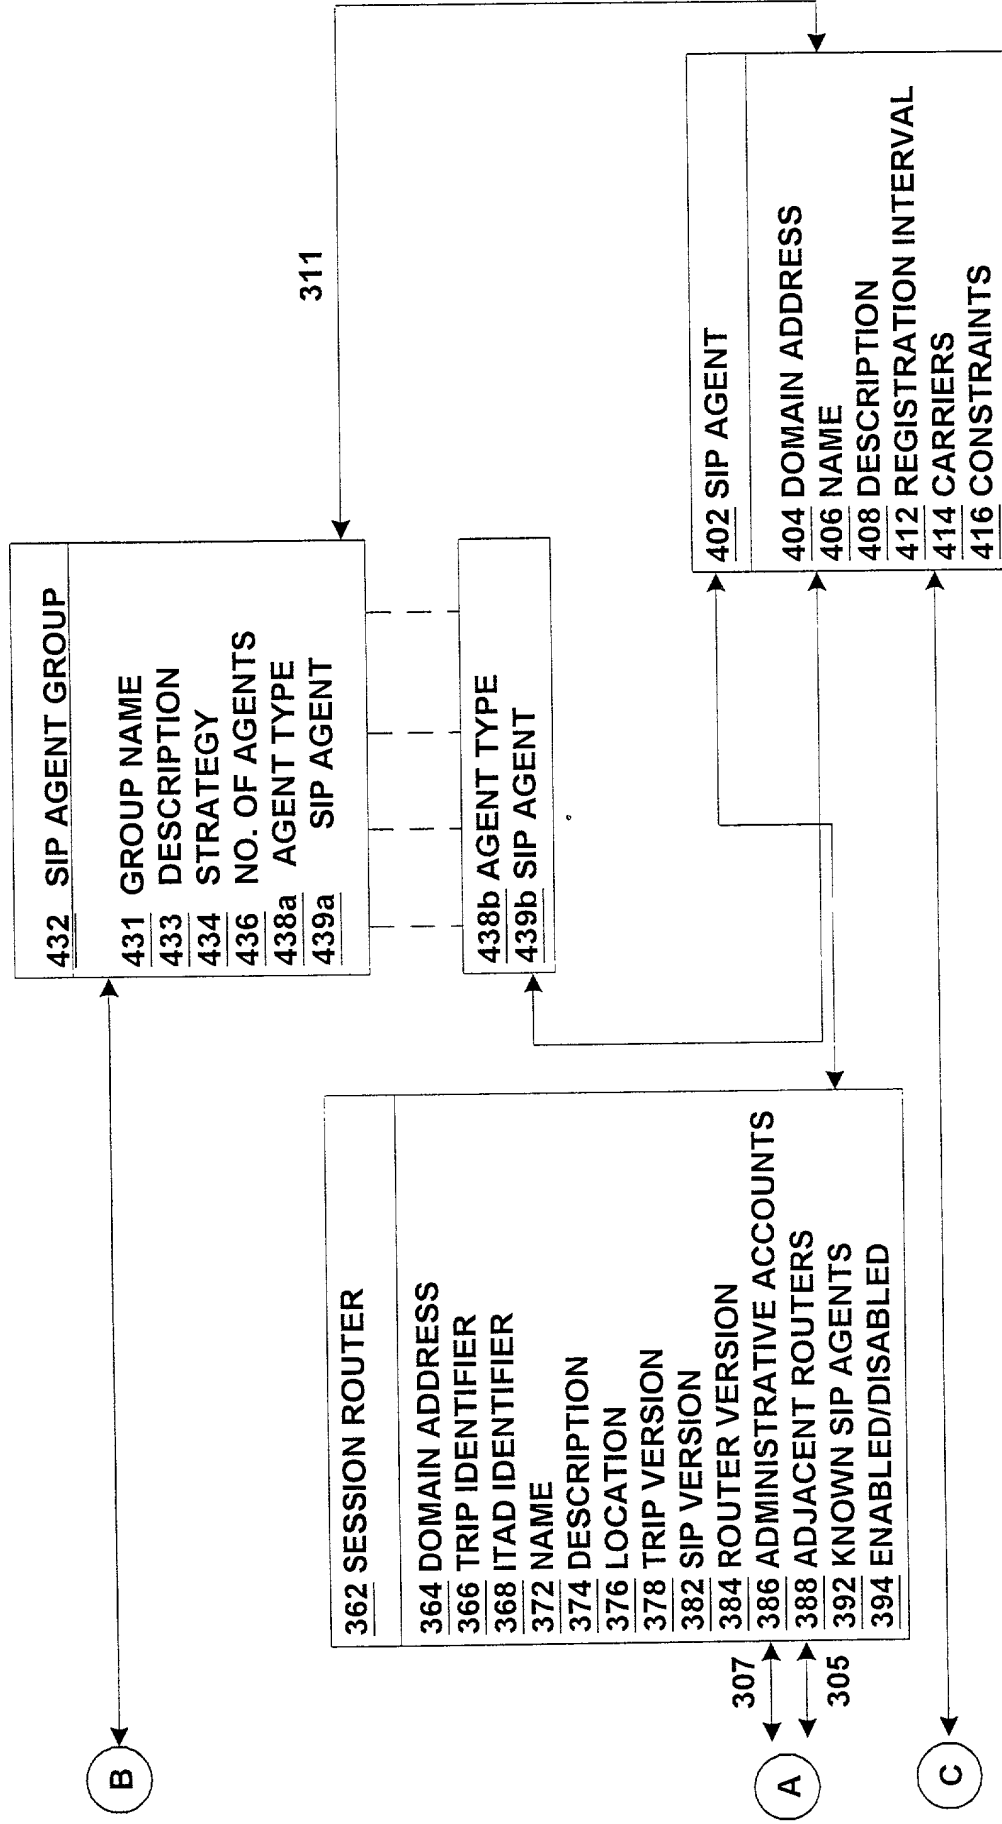 B
432 SIP AGENT GROUP
431 GROUP NAME
433 DESCRIPTION
434 STRATEGY
436 NO. OF AGENTS
438a AGENT TYPE
439a SIP AGENT
311
438b AGENT TYPE
439b SIP AGENT
362 SESSION ROUTER
364 DOMAIN ADDRESS
366 TRIP IDENTIFIER
368 ITAD IDENTIFIER
372 NAME
374 DESCRIPTION
376 LOCATION
378 TRIP VERSION
382 SIP VERSION
384 ROUTER VERSION
386 ADMINISTRATIVE ACCOUNTS
388 ADJACENT ROUTERS
392 KNOWN SIP AGENTS
394 ENABLED/DISABLED
307
305
A
402 SIP AGENT
404 DOMAIN ADDRESS
406 NAME
408 DESCRIPTION
412 REGISTRATION INTERVAL
414 CARRIERS
416 CONSTRAINTS
C